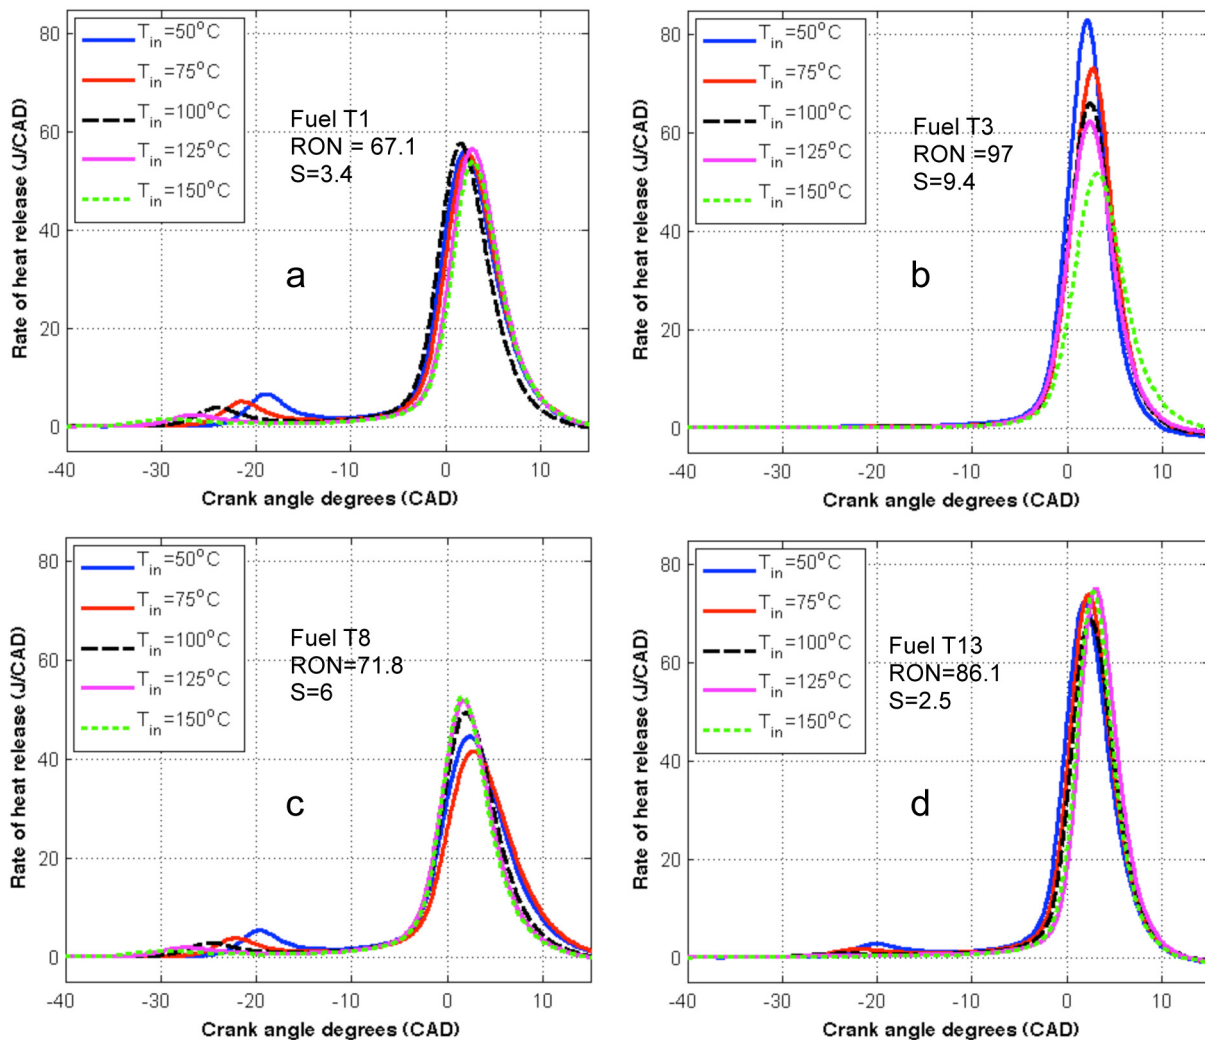 Rate of heat release (J/CAD)
80
60
40
20
0
T_in=50°C
T_in=75°C
T_in=100°C
T_in=125°C
T_in=150°C
Fuel T1
RON = 67.1
S=3.4
a
-40
-30
-20
-10
0
10
Crank angle degrees (CAD)
Rate of heat release (J/CAD)
80
60
40
20
0
T_in=50°C
T_in=75°C
T_in=100°C
T_in=125°C
T_in=150°C
Fuel T3
RON =97
S=9.4
b
-40
-30
-20
-10
0
10
Crank angle degrees (CAD)
Rate of heat release (J/CAD)
80
60
40
20
0
T_in=50°C
T_in=75°C
T_in=100°C
T_in=125°C
T_in=150°C
Fuel T8
RON=71.8
S=6
c
-40
-30
-20
-10
0
10
Crank angle degrees (CAD)
Rate of heat release (J/CAD)
80
60
40
20
0
T_in=50°C
T_in=75°C
T_in=100°C
T_in=125°C
T_in=150°C
Fuel T13
RON=86.1
S=2.5
d
-40
-30
-20
-10
0
10
Crank angle degrees (CAD)